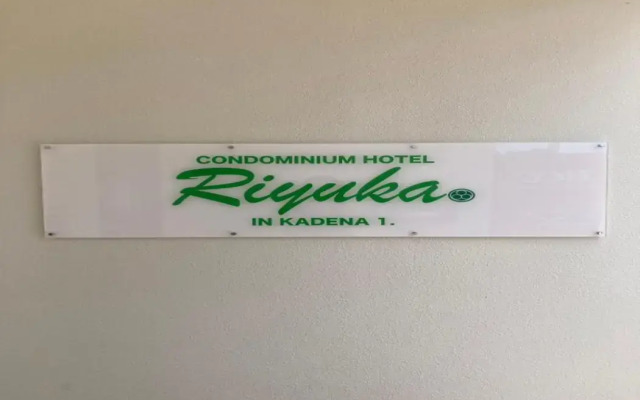 CONDOMINIUM HOTEL
Riyuka
IN KADENA 1.